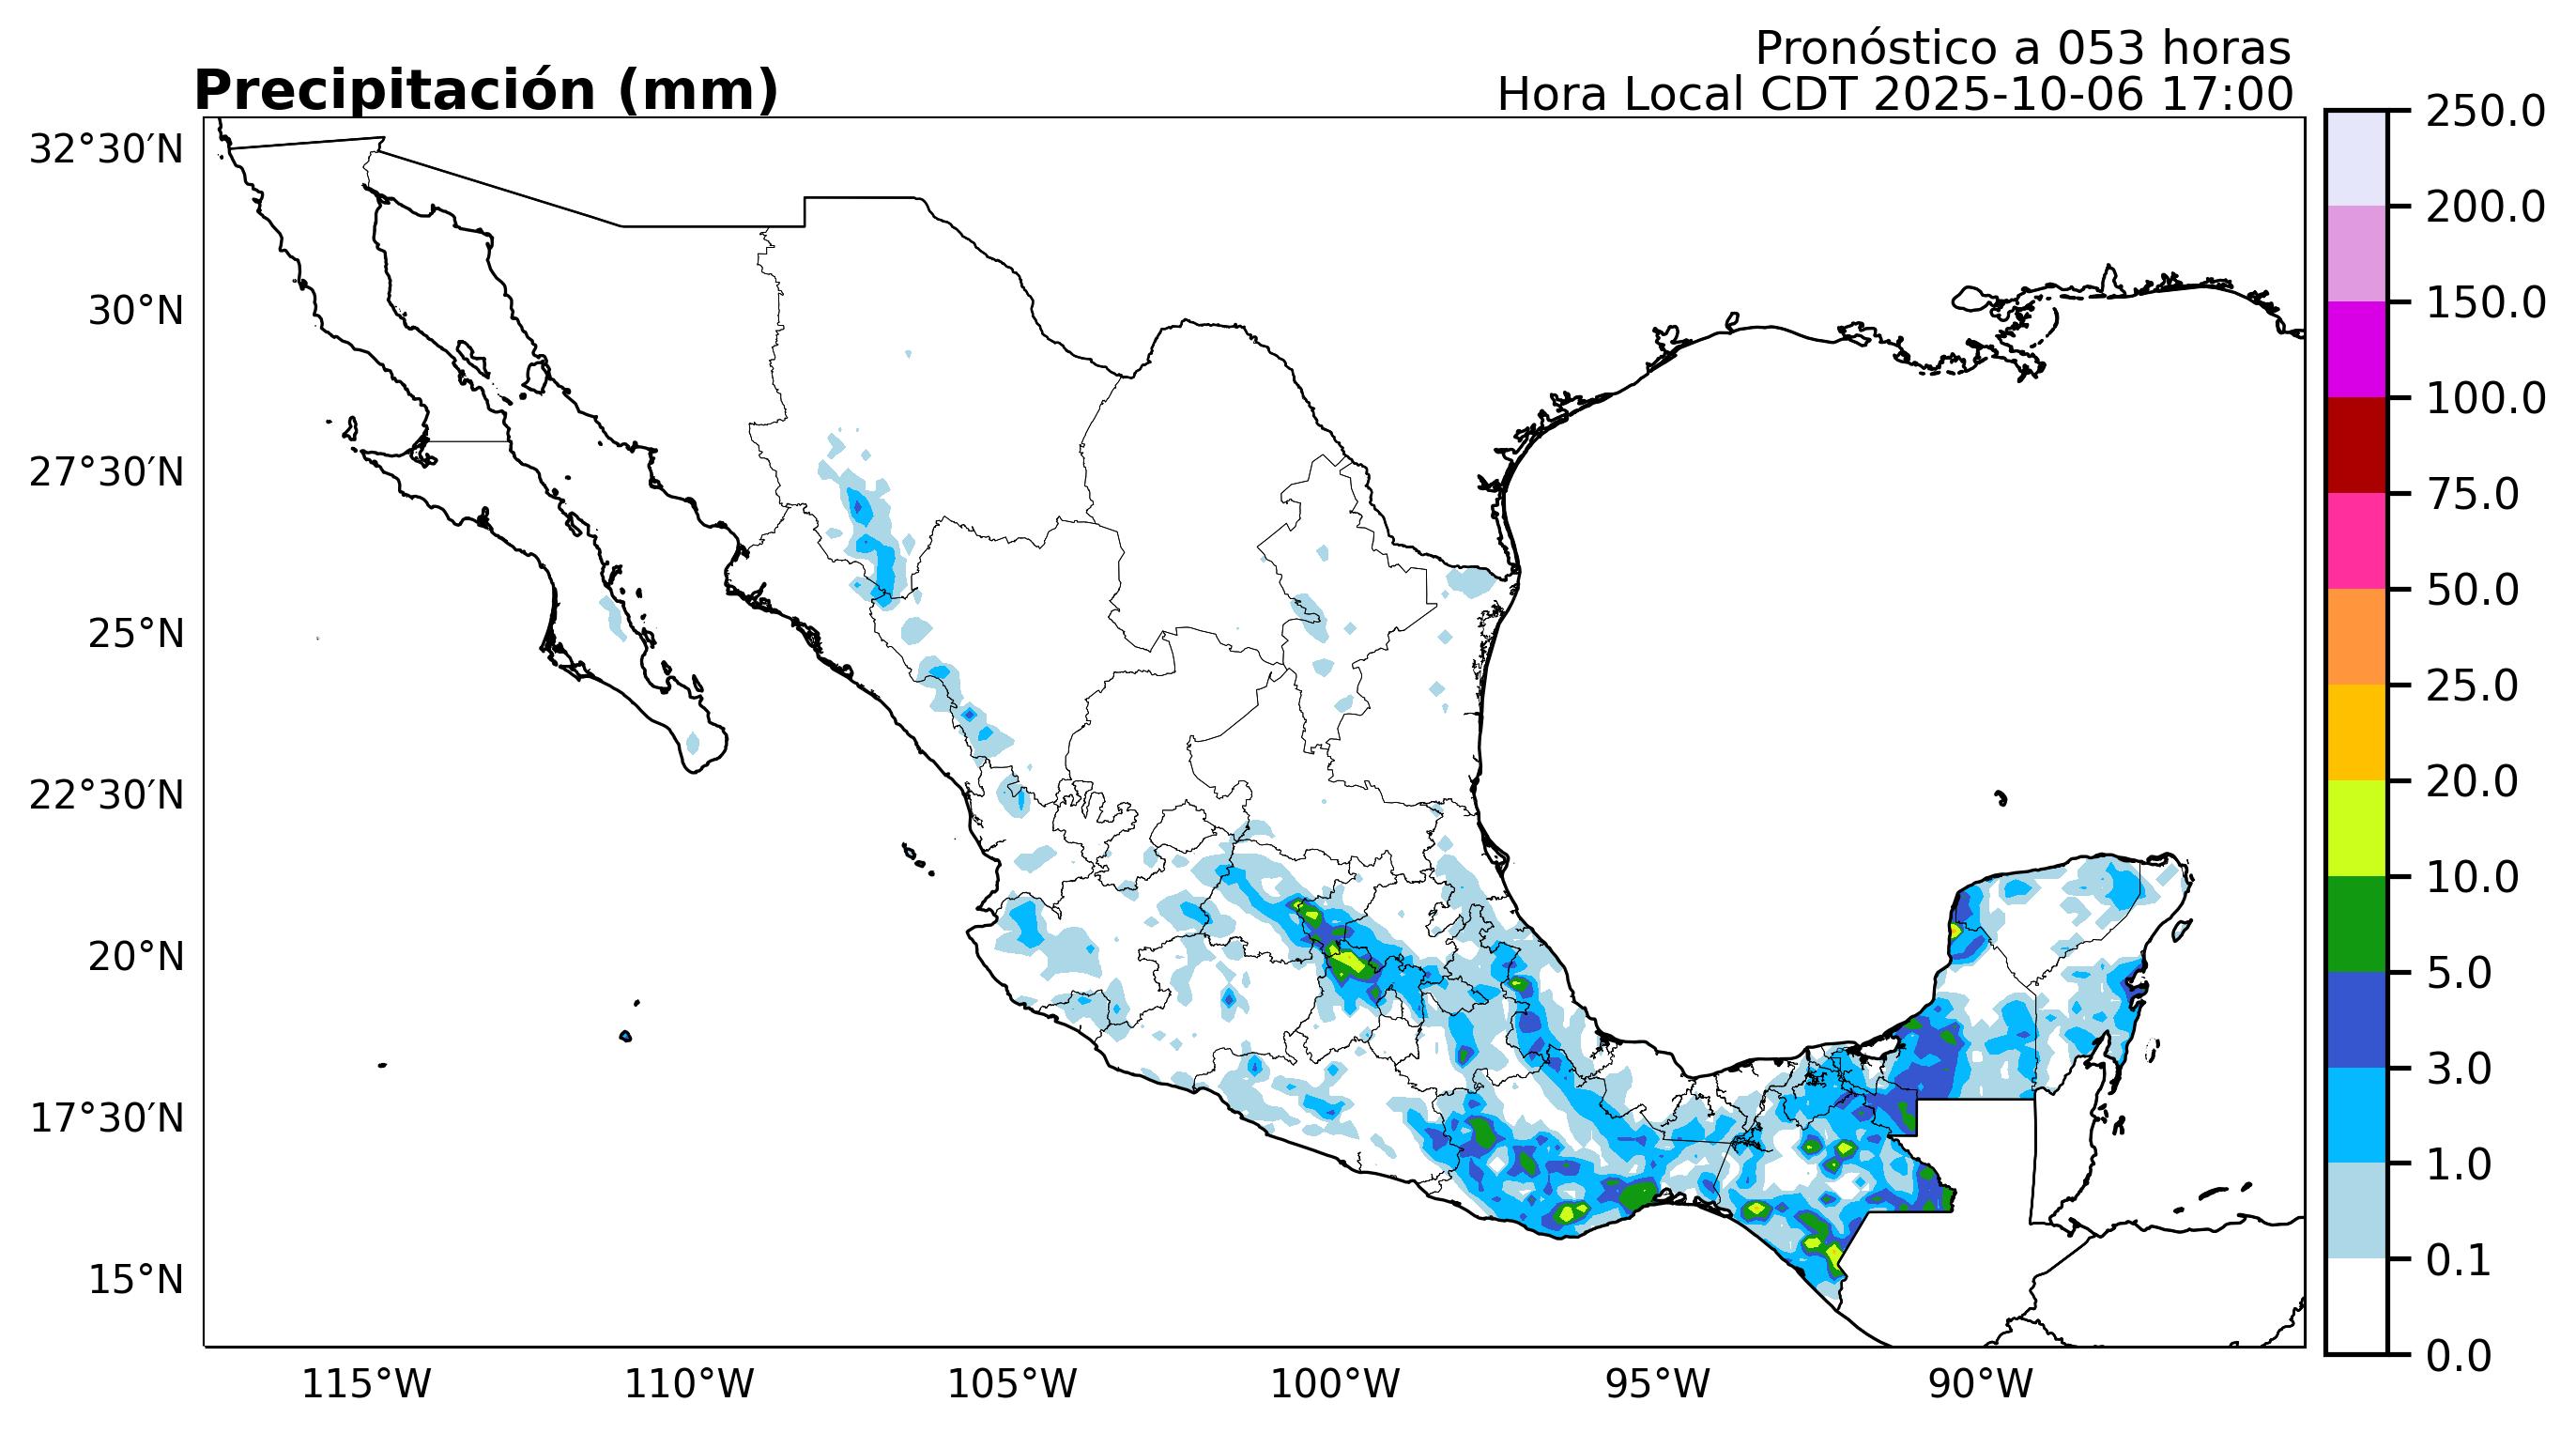 Pronóstico a 053 horas
Precipitación (mm)
Hora Local CDT 2025-10-06 17:00
32°30′N
30°N
27°30′N
25°N
22°30′N
20°N
17°30′N
15°N
115°W
110°W
105°W
100°W
95°W
90°W
250.0
200.0
150.0
100.0
75.0
50.0
25.0
20.0
10.0
5.0
3.0
1.0
0.1
0.0